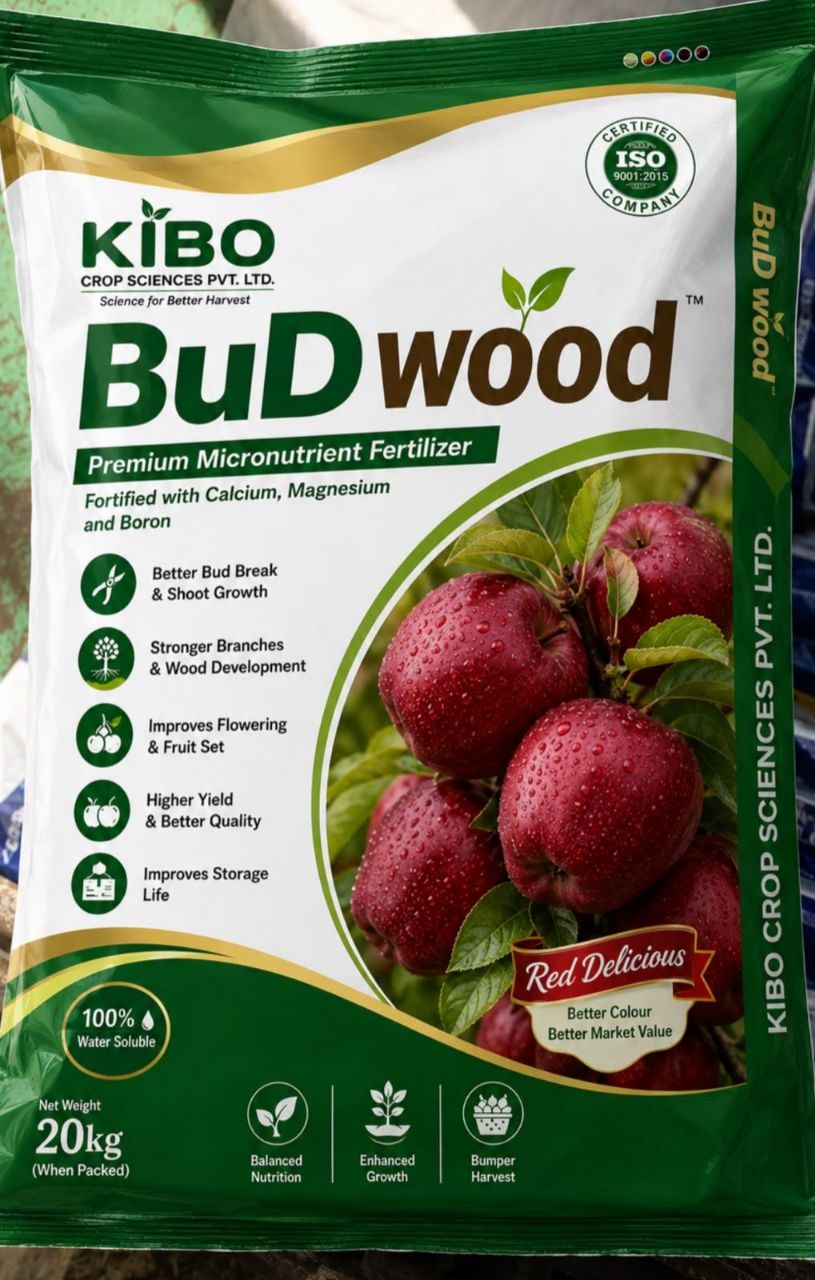 CERTIFIED
ISO
9001:2015
COMPANY
KIBO
CROP SCIENCES PVT. LTD.
Science for Better Harvest
BuD wood™
Premium Micronutrient Fertilizer
Fortified with Calcium, Magnesium
and Boron
Better Bud Break
& Shoot Growth
Stronger Branches
& Wood Development
Improves Flowering
& Fruit Set
Higher Yield
& Better Quality
Improves Storage
Life
Red Delicious
Better Colour
Better Market Value
100%
Water Soluble
Net Weight
20kg
(When Packed)
Balanced
Nutrition
Enhanced
Growth
Bumper
Harvest
BuD wood
KIBO CROP SCIENCES PVT. LTD.